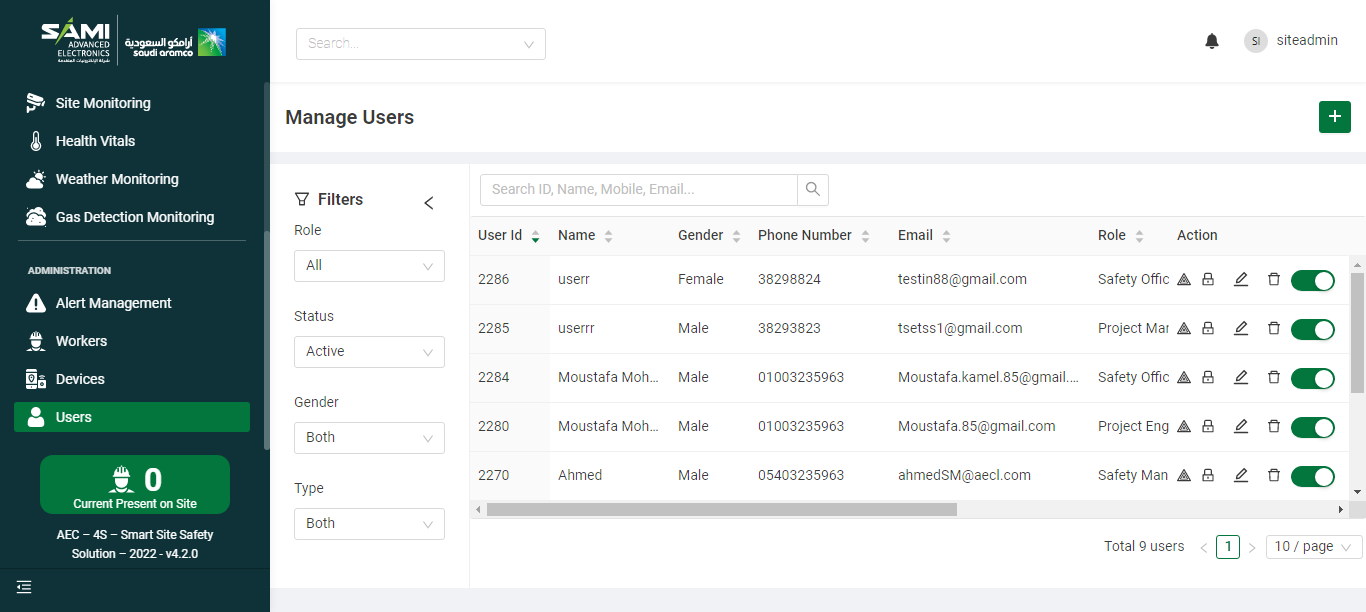 SAMI
ADVANCED
ELECTRONICS
أرامكو السعودية
saudi aramco
Site Monitoring
Health Vitals
Weather Monitoring
Gas Detection Monitoring
ADMINISTRATION
Alert Management
Workers
Devices
Users
0
Current Present on Site
AEC – 4S – Smart Site Safety
Solution – 2022 - v4.2.0
Search...
SI siteadmin
Manage Users
+
Filters
Role
All
Status
Active
Gender
Both
Type
Both
Search ID, Name, Mobile, Email...
User Id Name Gender Phone Number Email Role Action
2286 userr Female 38298824 testin88@gmail.com Safety Offic
2285 userrr Male 38293823 tsetss1@gmail.com Project Mar
2284 Moustafa Moh... Male 01003235963 Moustafa.kamel.85@gmail.... Safety Offic
2280 Moustafa Moh... Male 01003235963 Moustafa.85@gmail.com Project Eng
2270 Ahmed Male 05403235963 ahmedSM@aecl.com Safety Man
Total 9 users < 1 > 10 / page